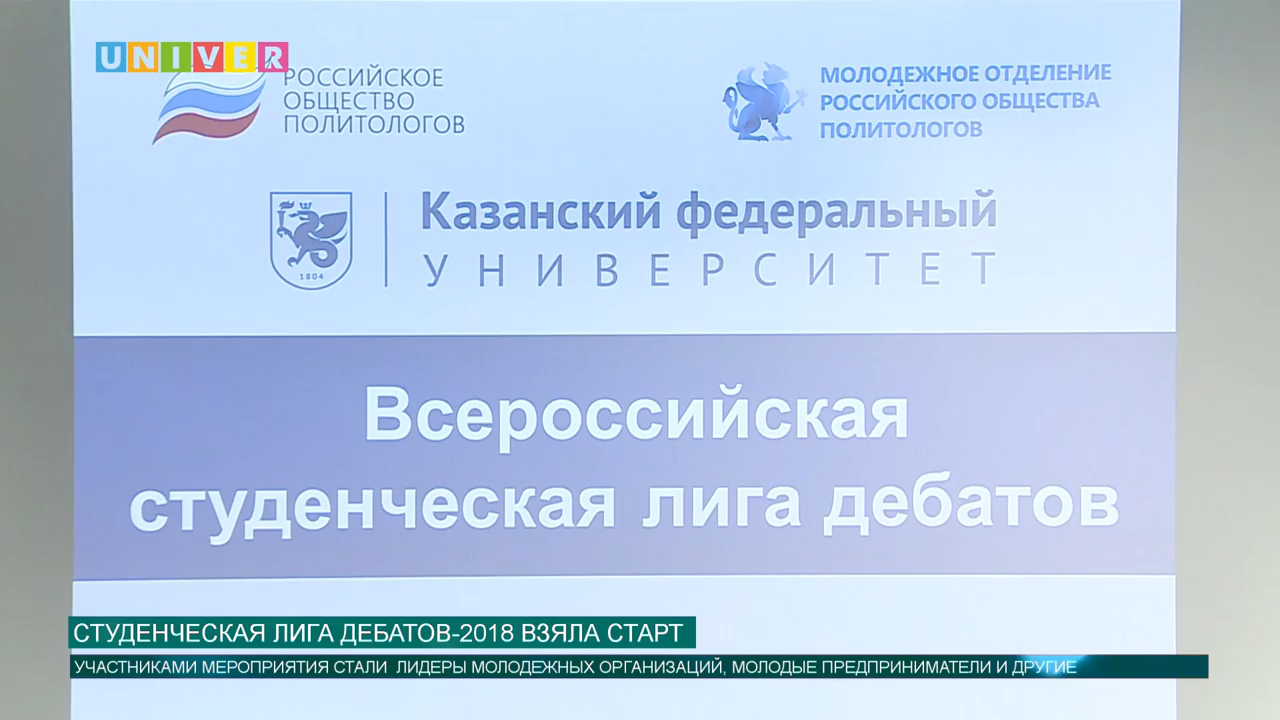 UNIVER
РОССИЙСКОЕ
ОБЩЕСТВО
ПОЛИТОЛОГОВ
МОЛОДЕЖНОЕ ОТДЕЛЕНИЕ
РОССИЙСКОГО ОБЩЕСТВА
ПОЛИТОЛОГОВ
1804
Казанский федеральный
УНИВЕРСИТЕТ
Всероссийская
студенческая лига дебатов
СТУДЕНЧЕСКАЯ ЛИГА ДЕБАТОВ-2018 ВЗЯЛА СТАРТ
УЧАСТНИКАМИ МЕРОПРИЯТИЯ СТАЛИ ЛИДЕРЫ МОЛОДЕЖНЫХ ОРГАНИЗАЦИЙ, МОЛОДЫЕ ПРЕДПРИНИМАТЕЛИ И ДРУГИЕ